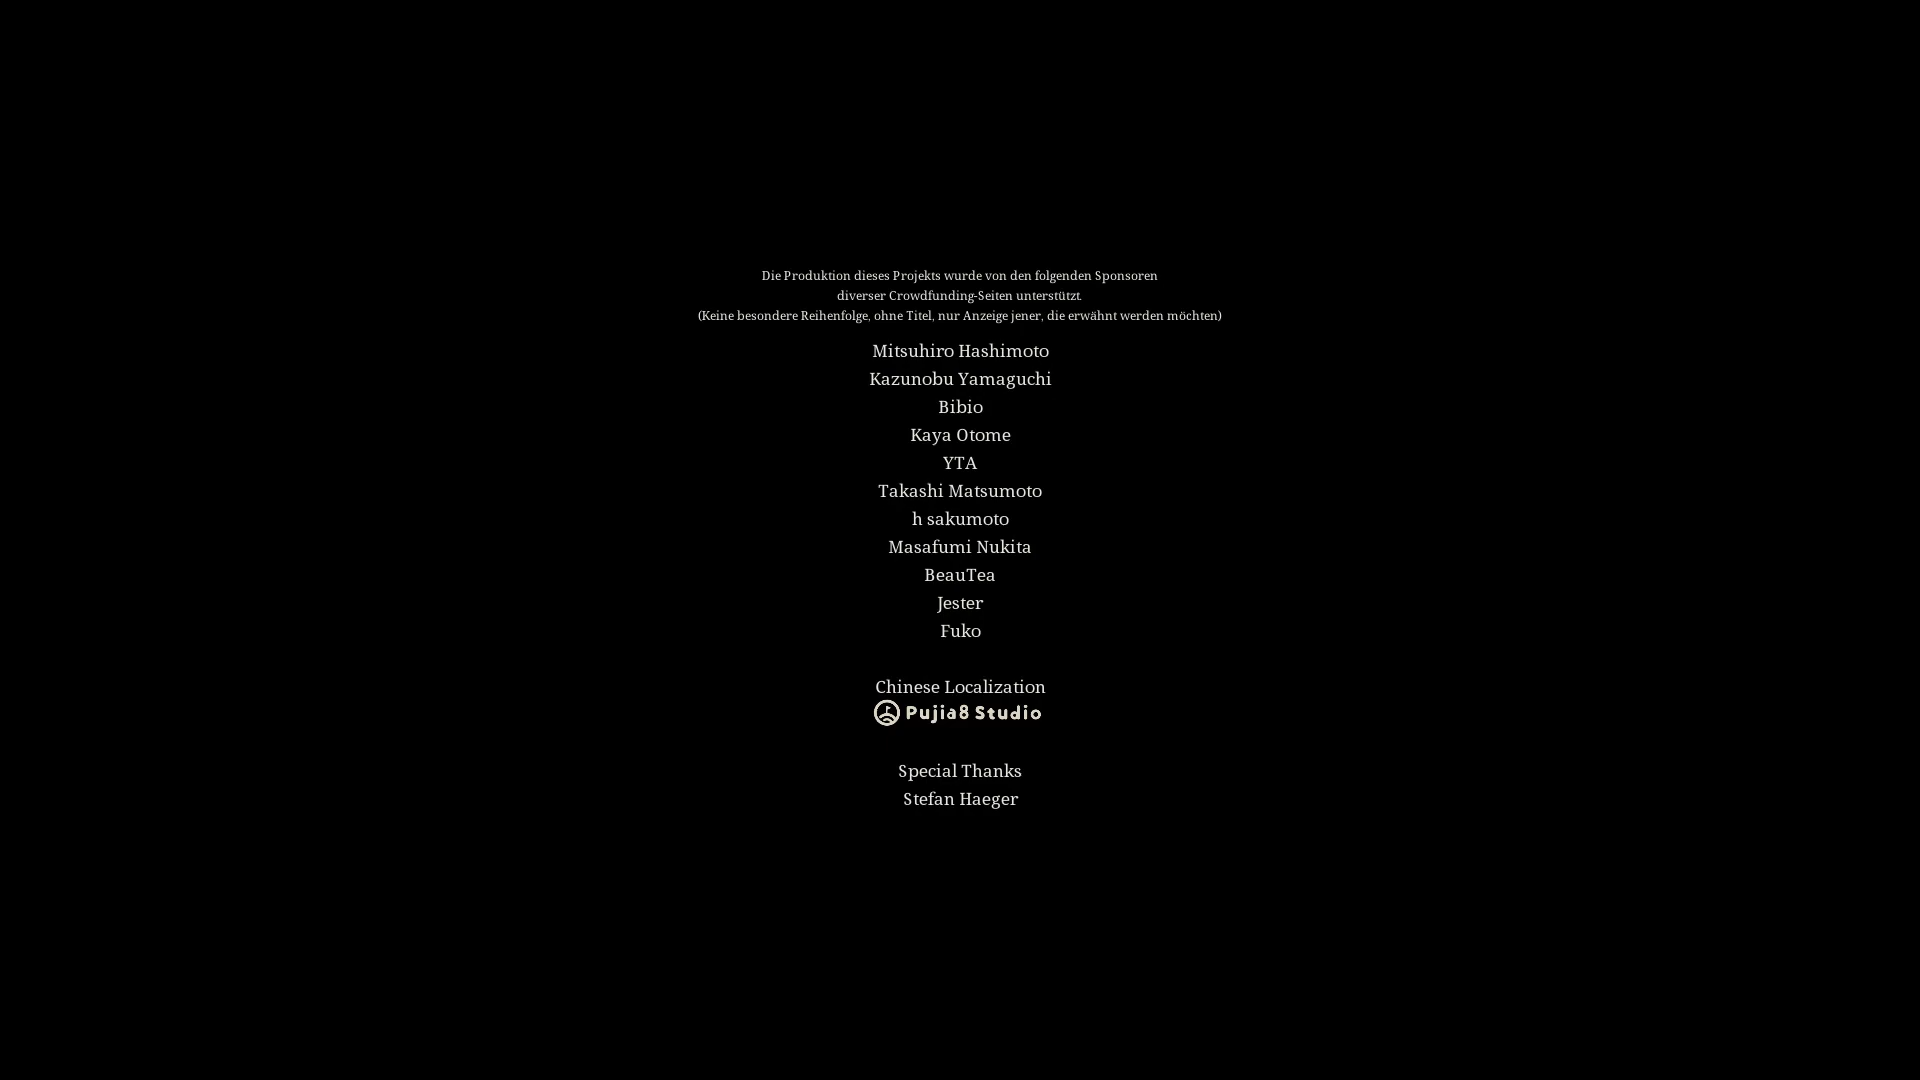 Die Produktion dieses Projekts wurde von den folgenden Sponsoren
diverser Crowdfunding-Seiten unterstützt.
(Keine besondere Reihenfolge, ohne Titel, nur Anzeige jener, die erwähnt werden möchten)
Mitsuhiro Hashimoto
Kazunobu Yamaguchi
Bibio
Kaya Otome
YTA
Takashi Matsumoto
h sakumoto
Masafumi Nukita
BeauTea
Jester
Fuko
Chinese Localization
Pujia8 Studio
Special Thanks
Stefan Haeger